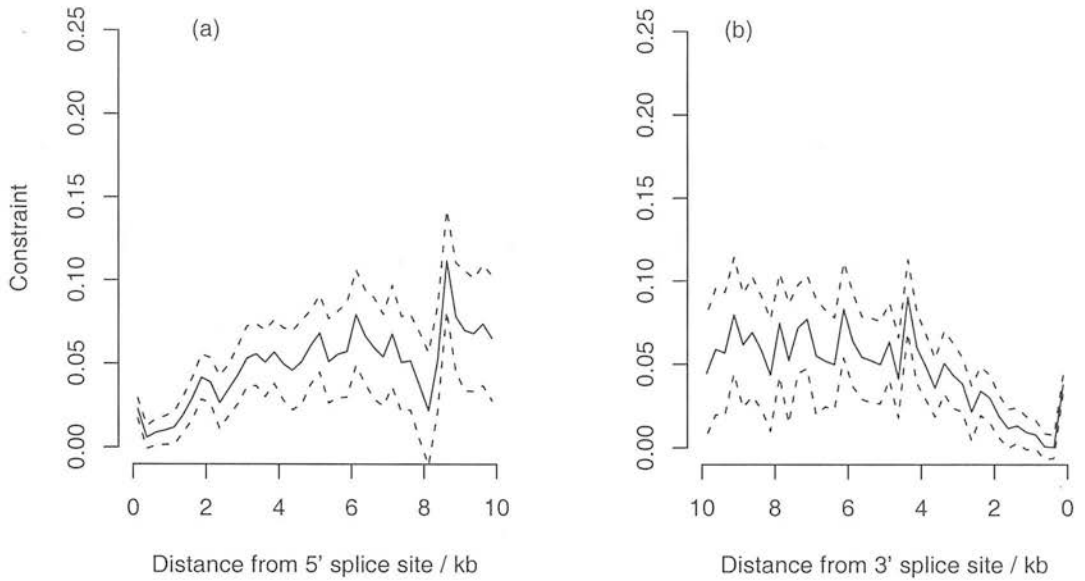 (a)
Constraint
0.00 0.05 0.10 0.15 0.20 0.25
0 2 4 6 8 10
Distance from 5' splice site / kb
(b)
0.00 0.05 0.10 0.15 0.20 0.25
10 8 6 4 2 0
Distance from 3' splice site / kb